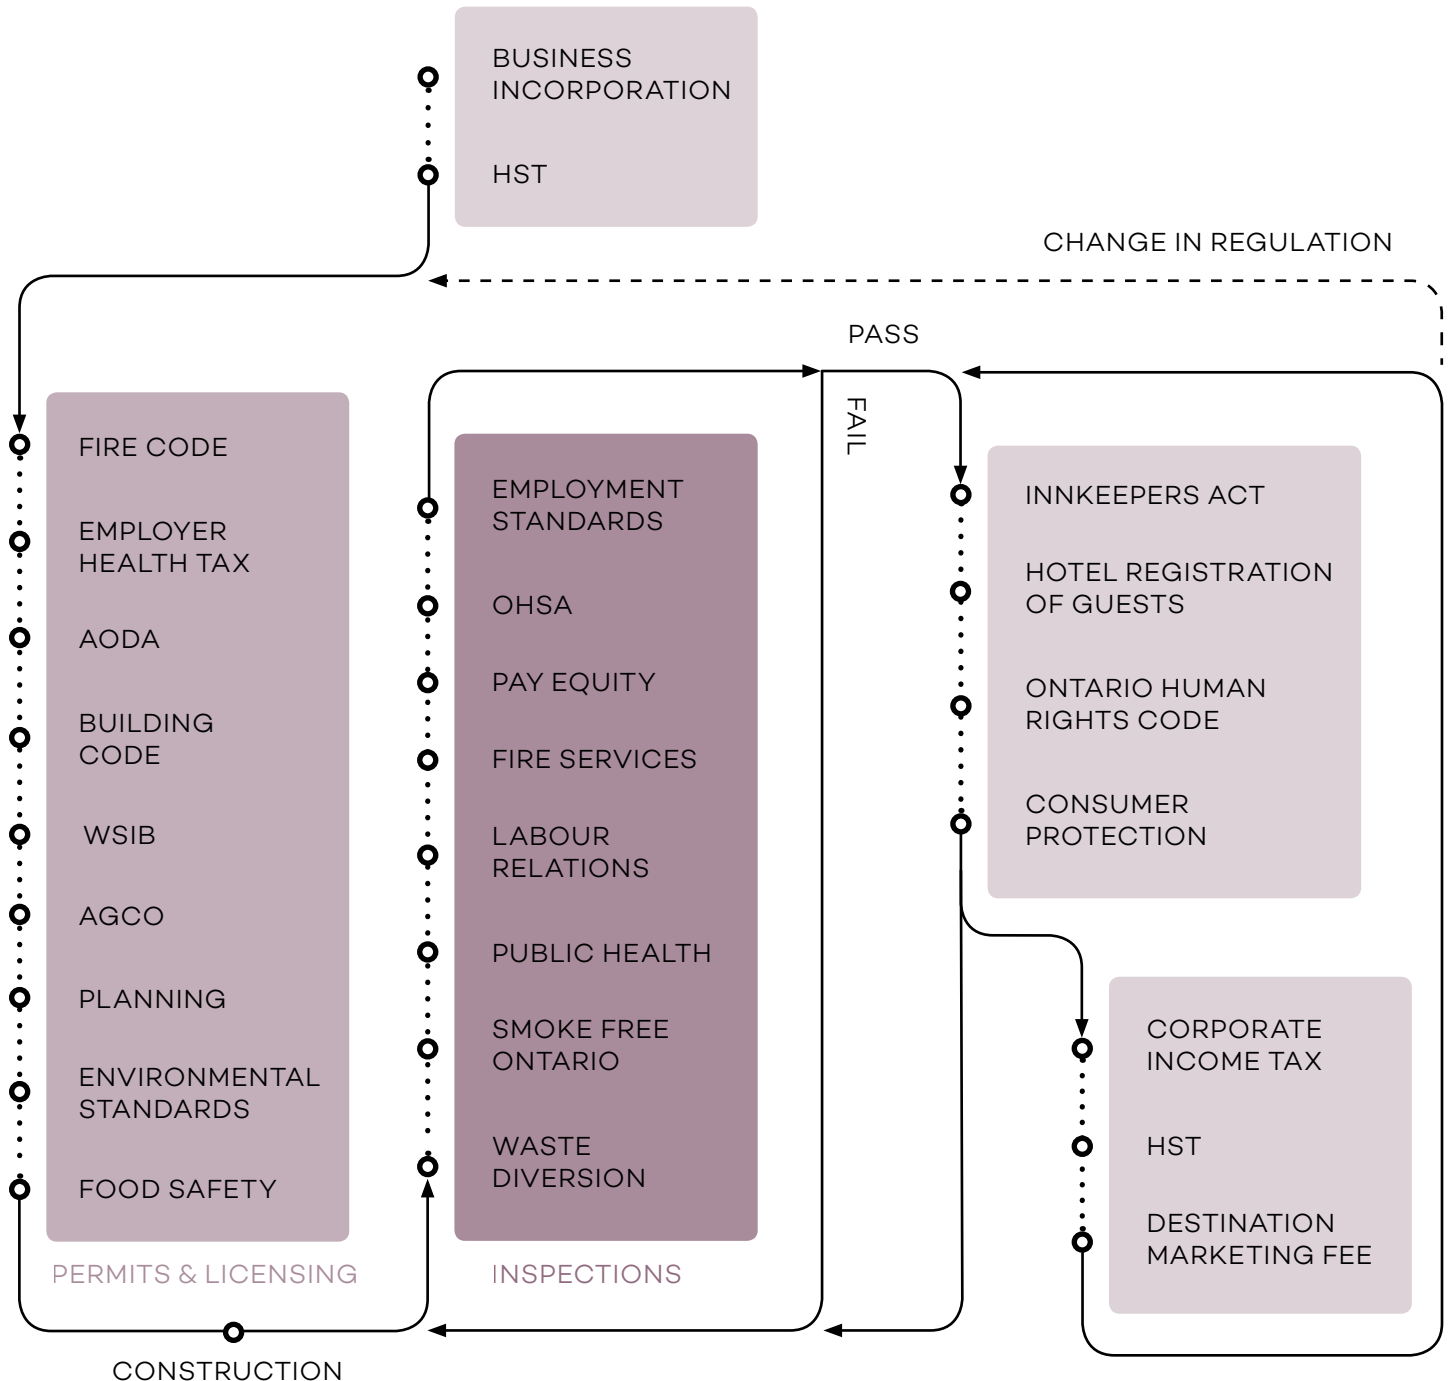 BUSINESS
INCORPORATION
HST
CHANGE IN REGULATION
PASS
FAIL
FIRE CODE
EMPLOYER
HEALTH TAX
AODA
BUILDING
CODE
WSIB
AGCO
PLANNING
ENVIRONMENTAL
STANDARDS
FOOD SAFETY
PERMITS & LICENSING
CONSTRUCTION
EMPLOYMENT
STANDARDS
OHSA
PAY EQUITY
FIRE SERVICES
LABOUR
RELATIONS
PUBLIC HEALTH
SMOKE FREE
ONTARIO
WASTE
DIVERSION
INSPECTIONS
INNKEEPERS ACT
HOTEL REGISTRATION
OF GUESTS
ONTARIO HUMAN
RIGHTS CODE
CONSUMER
PROTECTION
CORPORATE
INCOME TAX
HST
DESTINATION
MARKETING FEE